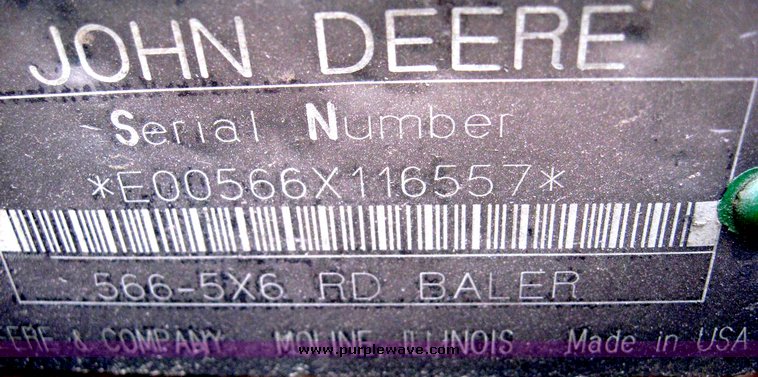 JOHN DEERE
Serial Number
*E00566X116557*
566-5X6 RD BALER
EERE & COMPANY MOLINE ILLINOIS Made in USA
www.purplewave.com